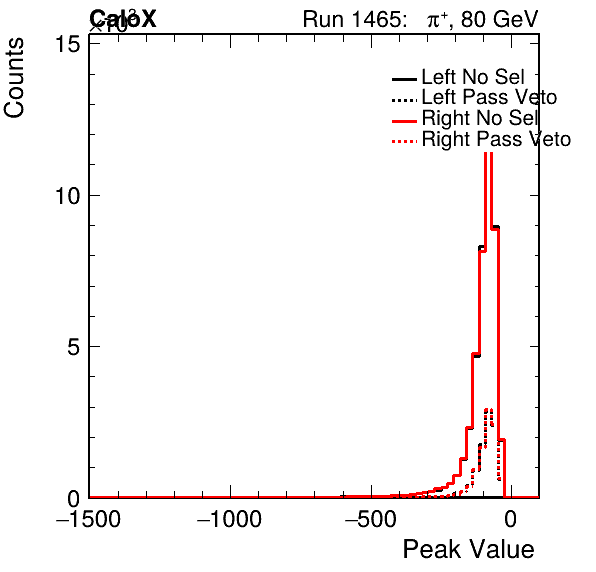 CaloX
×10³
Run 1465: π⁺, 80 GeV
Counts
15
10
5
0
Left No Sel
Left Pass Veto
Right No Sel
Right Pass Veto
−1500
−1000
−500
0
Peak Value